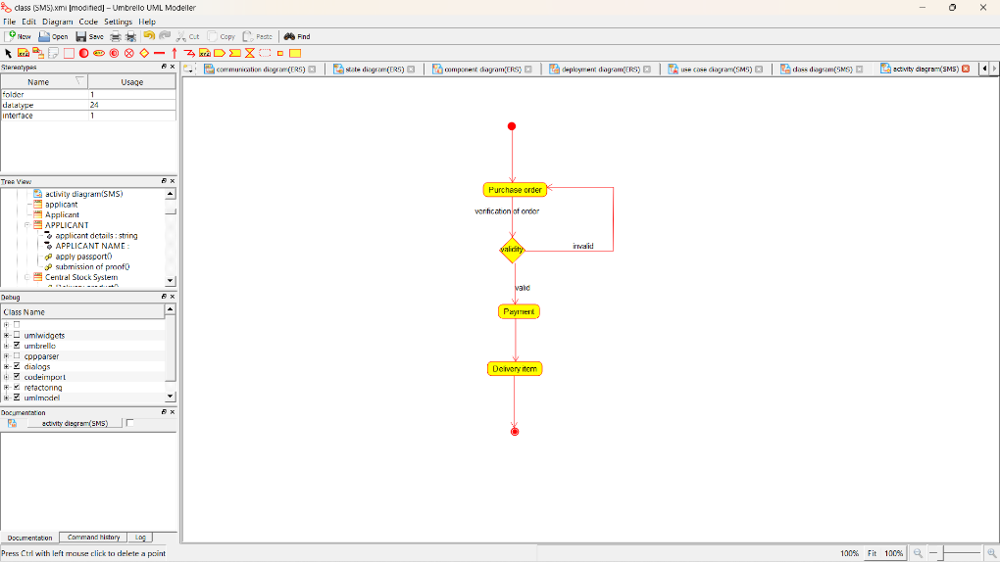 class (SMS).xmi [modified] – Umbrello UML Modeller
File Edit Diagram Code Settings Help
New Open Save Cut Copy Paste Find
Stereotypes
Name Usage
folder 1
datatype 24
interface 1
communication diagram(ERS) state diagram(ERS) component diagram(ERS) deployment diagram(ERS) use case diagram(SMS) class diagram(SMS) activity diagram(SMS)
Tree View
activity diagram(SMS)
applicant
Applicant
APPLICANT
applicant details : string
APPLICANT NAME :
apply passport()
submission of proof()
Central Stock System
Debug
Class Name
umlwidgets
umbrello
cppparser
dialogs
codeimport
refactoring
umlmodel
Documentation
activity diagram(SMS)
Documentation Command history Log
Press Ctrl with left mouse click to delete a point
100% Fit 100%
Purchase order
verification of order
validity
invalid
valid
Payment
Delivery item